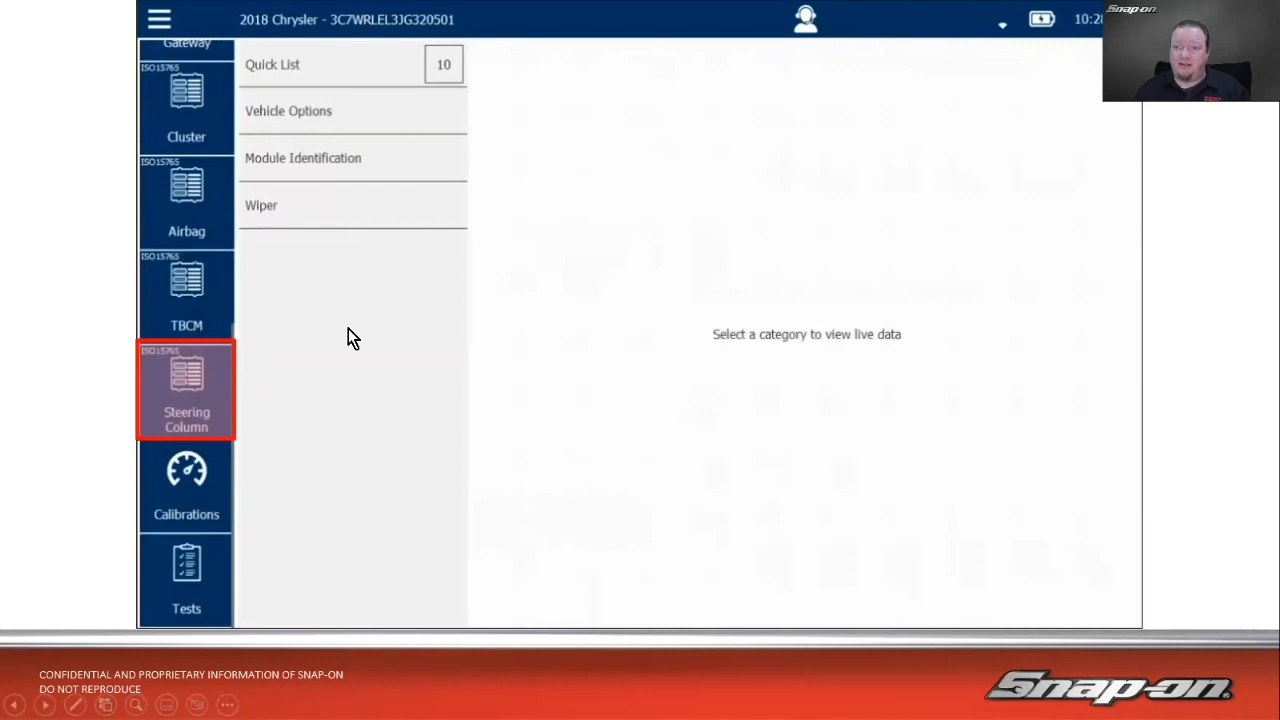 2018 Chrysler - 3C7WRLEL3JG320501
Snap-on
Gateway
Quick List 10
ISO15765
Cluster
Vehicle Options
ISO15765
Airbag
Module Identification
Wiper
ISO15765
TBCM
Select a category to view live data
ISO15765
Steering
Column
Calibrations
Tests
CONFIDENTIAL AND PROPRIETARY INFORMATION OF SNAP-ON
DO NOT REPRODUCE
Snap-on